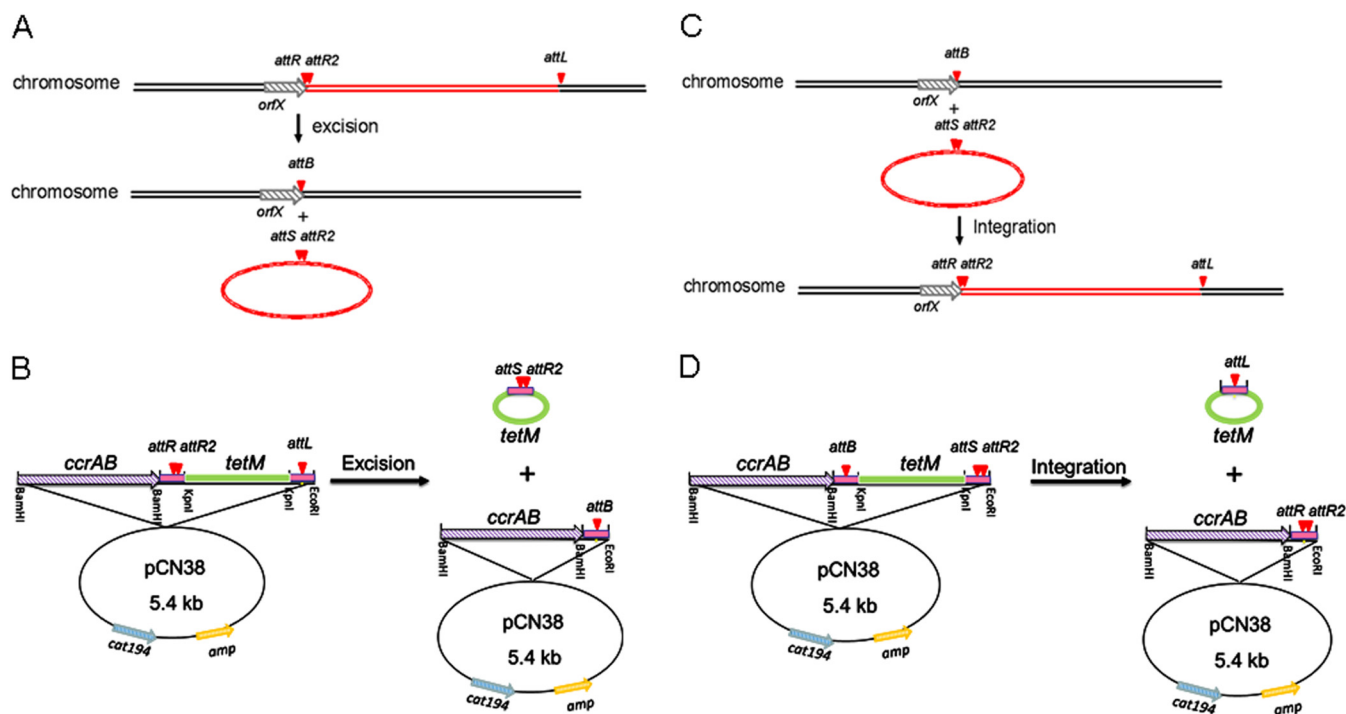 A
attR attR2
attL
chromosome
orfX
excision
attB
chromosome
orfX
+
attS attR2
C
attB
chromosome
orfX
+
attS attR2
Integration
attR attR2
attL
chromosome
orfX
B
attS attR2
tetM
attR attR2
attL
ccrAB
tetM
Excision
+
BamHI
BamHI
KpnI
KpnI
EcoRI
attB
ccrAB
BamHI
BamHI
EcoRI
pCN38
5.4 kb
cat194
amp
pCN38
5.4 kb
cat194
amp
D
attL
tetM
attB
attS attR2
ccrAB
tetM
Integration
+
BamHI
BamHI
KpnI
KpnI
EcoRI
attR attR2
ccrAB
BamHI
BamHI
EcoRI
pCN38
5.4 kb
cat194
amp
pCN38
5.4 kb
cat194
amp